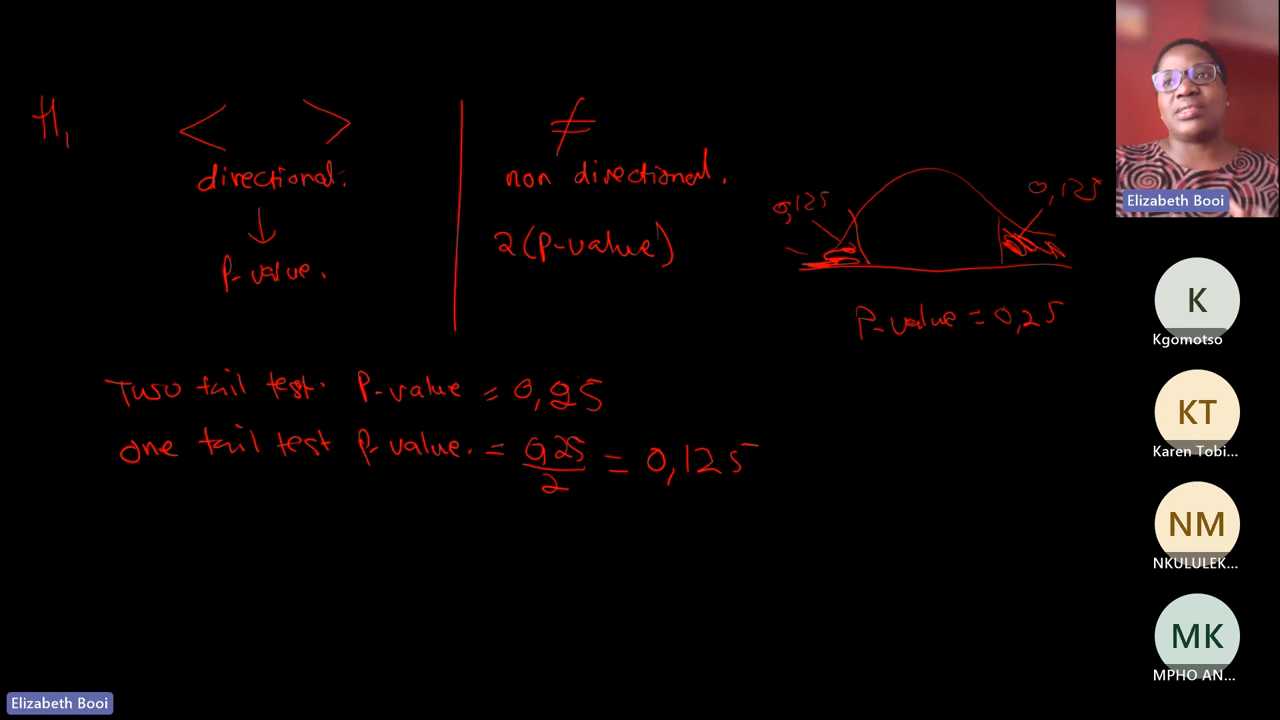 H₁ < > ≠
directional: non directional.
↓
P-value. 2(P-value)
0,125 0,125
P-value = 0,25
Two tail test. P-value = 0,25
one tail test P-value. = 0,25/2 = 0,125
Elizabeth Booi
K
Kgomotso
KT
Karen Tobi...
NM
NKULULEK...
MK
MPHO AN...
Elizabeth Booi